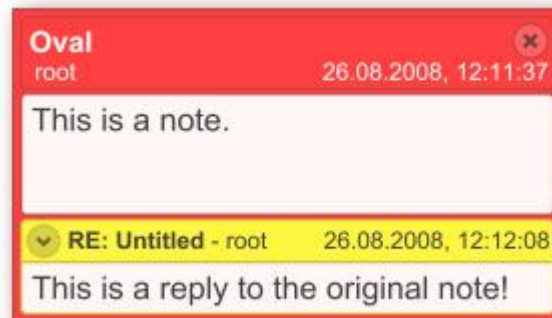 Oval
root 26.08.2008, 12:11:37
This is a note.
RE: Untitled - root 26.08.2008, 12:12:08
This is a reply to the original note!